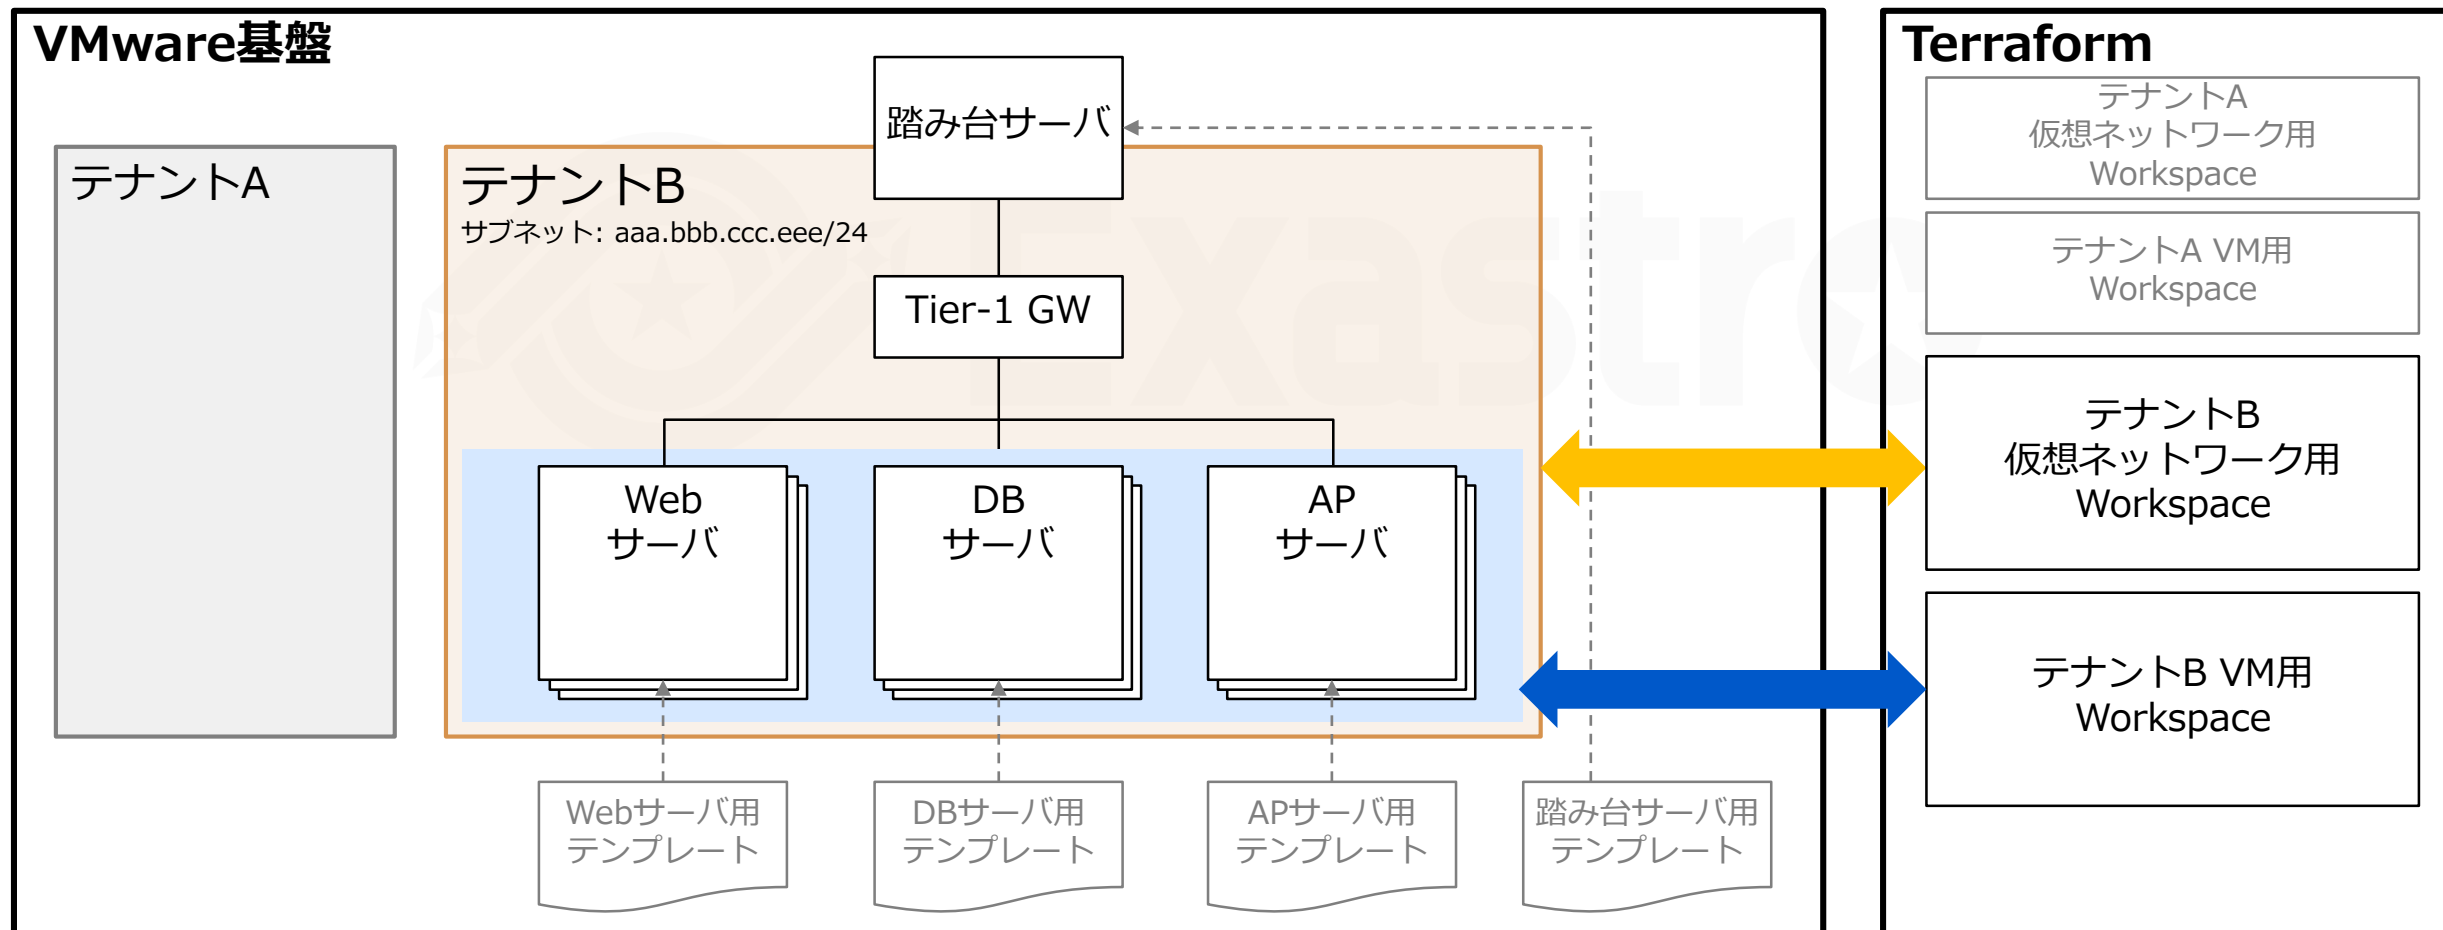 VMware基盤
テナントA
テナントB
サブネット: aaa.bbb.ccc.eee/24
踏み台サーバ
Tier-1 GW
Web
サーバ
DB
サーバ
AP
サーバ
Webサーバ用
テンプレート
DBサーバ用
テンプレート
APサーバ用
テンプレート
踏み台サーバ用
テンプレート
Exastro
Terraform
テナントA
仮想ネットワーク用
Workspace
テナントA VM用
Workspace
テナントB
仮想ネットワーク用
Workspace
テナントB VM用
Workspace